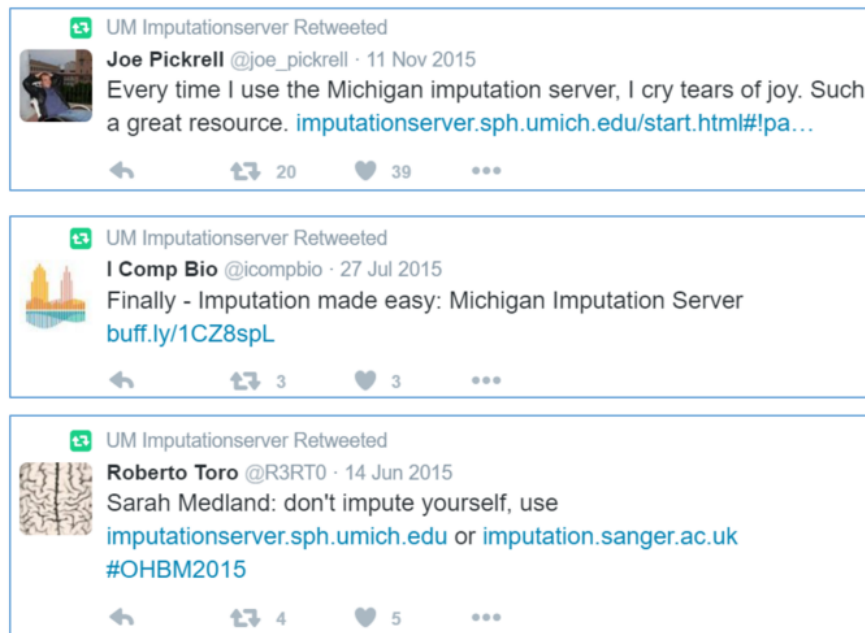 UM Imputationserver Retweeted
Joe Pickrell @joe_pickrell · 11 Nov 2015
Every time I use the Michigan imputation server, I cry tears of joy. Such
a great resource. imputationserver.sph.umich.edu/start.html#!pa…
20 39
UM Imputationserver Retweeted
I Comp Bio @icompbio · 27 Jul 2015
Finally - Imputation made easy: Michigan Imputation Server
buff.ly/1CZ8spL
3 3
UM Imputationserver Retweeted
Roberto Toro @R3RT0 · 14 Jun 2015
Sarah Medland: don't impute yourself, use
imputationserver.sph.umich.edu or imputation.sanger.ac.uk
#OHBM2015
4 5